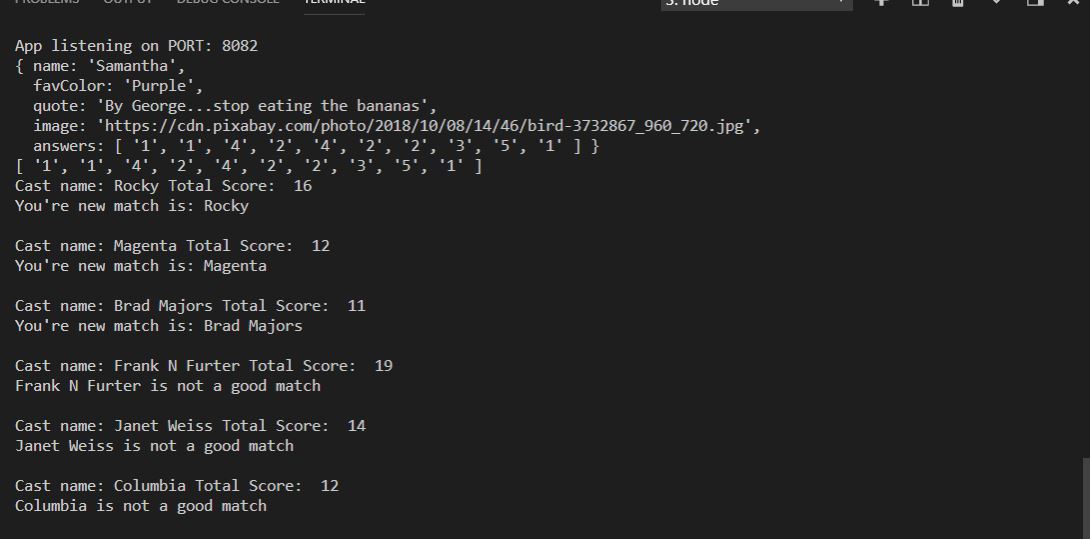 PROBLEMS OUTPUT DEBUG CONSOLE TERMINAL 3: node
App listening on PORT: 8082
{ name: 'Samantha',
  favColor: 'Purple',
  quote: 'By George...stop eating the bananas',
  image: 'https://cdn.pixabay.com/photo/2018/10/08/14/46/bird-3732867_960_720.jpg',
  answers: [ '1', '1', '4', '2', '4', '2', '2', '3', '5', '1' ] }
[ '1', '1', '4', '2', '4', '2', '2', '3', '5', '1' ]
Cast name: Rocky Total Score:  16
You're new match is: Rocky
Cast name: Magenta Total Score:  12
You're new match is: Magenta
Cast name: Brad Majors Total Score:  11
You're new match is: Brad Majors
Cast name: Frank N Furter Total Score:  19
Frank N Furter is not a good match
Cast name: Janet Weiss Total Score:  14
Janet Weiss is not a good match
Cast name: Columbia Total Score:  12
Columbia is not a good match